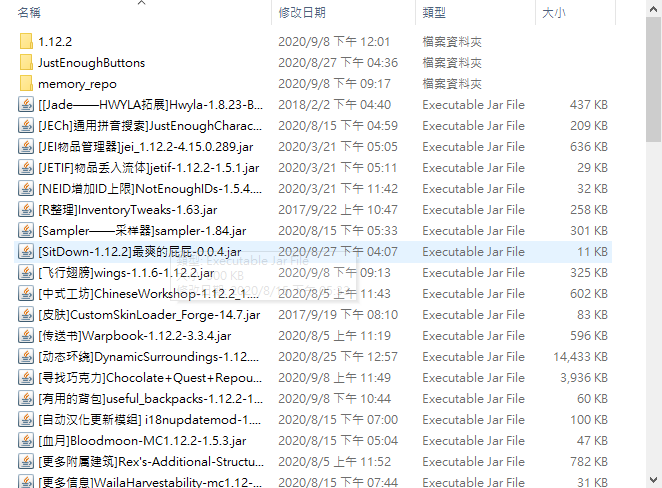 名稱 修改日期 類型 大小
1.12.2 2020/9/8 下午 12:01 檔案資料夾
JustEnoughButtons 2020/8/27 下午 04:36 檔案資料夾
memory_repo 2020/9/8 下午 09:17 檔案資料夾
[[Jade——HWYLA拓展]Hwyla-1.8.23-B... 2018/2/2 下午 04:40 Executable Jar File 437 KB
[JECh]通用拼音搜索]JustEnoughCharac... 2020/8/15 下午 04:59 Executable Jar File 209 KB
[JEI物品管理器]jei_1.12.2-4.15.0.289.jar 2020/3/21 下午 05:05 Executable Jar File 636 KB
[JETIF]物品丢入流体]jetif-1.12.2-1.5.1.jar 2020/3/21 下午 05:11 Executable Jar File 29 KB
[NEID增加ID上限]NotEnoughIDs-1.5.4.... 2020/3/21 下午 11:42 Executable Jar File 32 KB
[R整理]InventoryTweaks-1.63.jar 2017/9/22 上午 10:47 Executable Jar File 258 KB
[Sampler——采样器]sampler-1.84.jar 2020/8/15 下午 05:33 Executable Jar File 301 KB
[SitDown-1.12.2]最爽的屁屁-0.0.4.jar 2020/8/27 下午 04:07 Executable Jar File 11 KB
類型: Executable Jar File
[飞行翅膀]wings-1.1.6-1.12.2.jar 2020/9/8 下午 09:13 Executable Jar File 325 KB
[中式工坊]ChineseWorkshop-1.12.2_1.... 2020/8/5 上午 11:43 Executable Jar File 602 KB
[皮肤]CustomSkinLoader_Forge-14.7.jar 2017/9/19 下午 08:10 Executable Jar File 83 KB
[传送书]Warpbook-1.12.2-3.3.4.jar 2020/8/5 上午 11:19 Executable Jar File 596 KB
[动态环绕]DynamicSurroundings-1.12.... 2020/8/25 下午 12:57 Executable Jar File 14,433 KB
[寻找巧克力]Chocolate+Quest+Repou... 2020/9/8 上午 11:49 Executable Jar File 3,936 KB
[有用的背包]useful_backpacks-1.12.2-1... 2020/9/8 下午 10:44 Executable Jar File 60 KB
[自动汉化更新模组] i18nupdatemod-1.... 2020/8/15 下午 07:00 Executable Jar File 100 KB
[血月]Bloodmoon-MC1.12.2-1.5.3.jar 2020/8/15 下午 05:04 Executable Jar File 47 KB
[更多附属建筑]Rex's-Additional-Structu... 2020/8/5 上午 11:52 Executable Jar File 782 KB
[更多信息]WailaHarvestability-mc1.12-... 2020/8/15 下午 07:44 Executable Jar File 31 KB